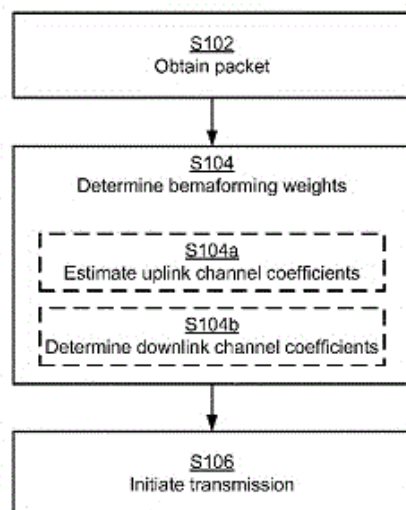 S102
Obtain packet
S104
Determine bemaforming weights
S104a
Estimate uplink channel coefficients
S104b
Determine downlink channel coefficients
S106
Initiate transmission